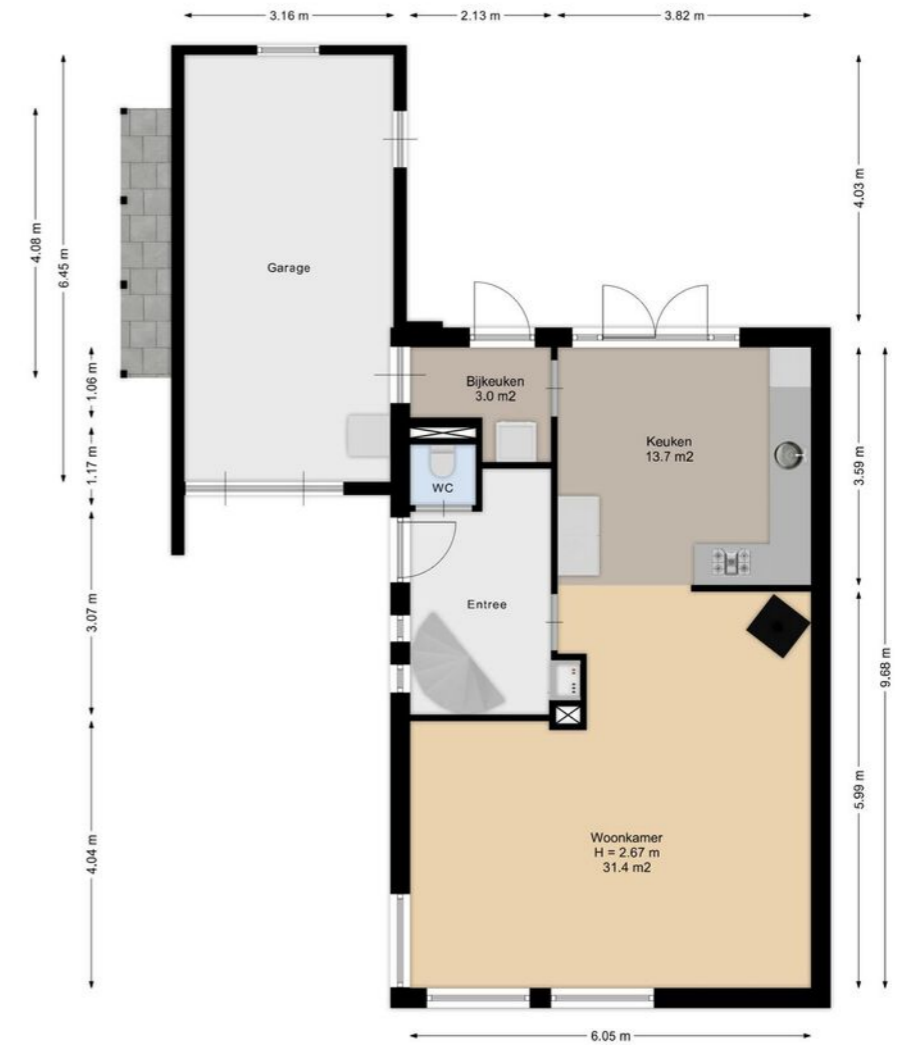 3.16 m
2.13 m
3.82 m
4.08 m
6.45 m
4.03 m
Garage
1.06 m
Bijkeuken
3.0 m2
Keuken
13.7 m2
3.59 m
1.17 m
WC
3.07 m
Entree
9.68 m
5.99 m
4.04 m
Woonkamer
H = 2.67 m
31.4 m2
6.05 m